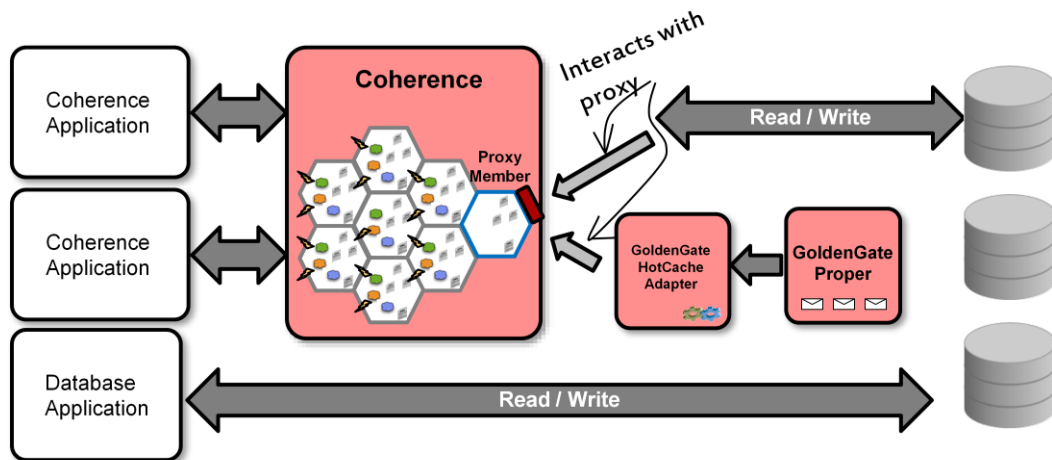 Coherence
Application
Coherence
Application
Database
Application
Coherence
Proxy
Member
Interacts with
proxy
Read / Write
GoldenGate
HotCache
Adapter
GoldenGate
Proper
Read / Write